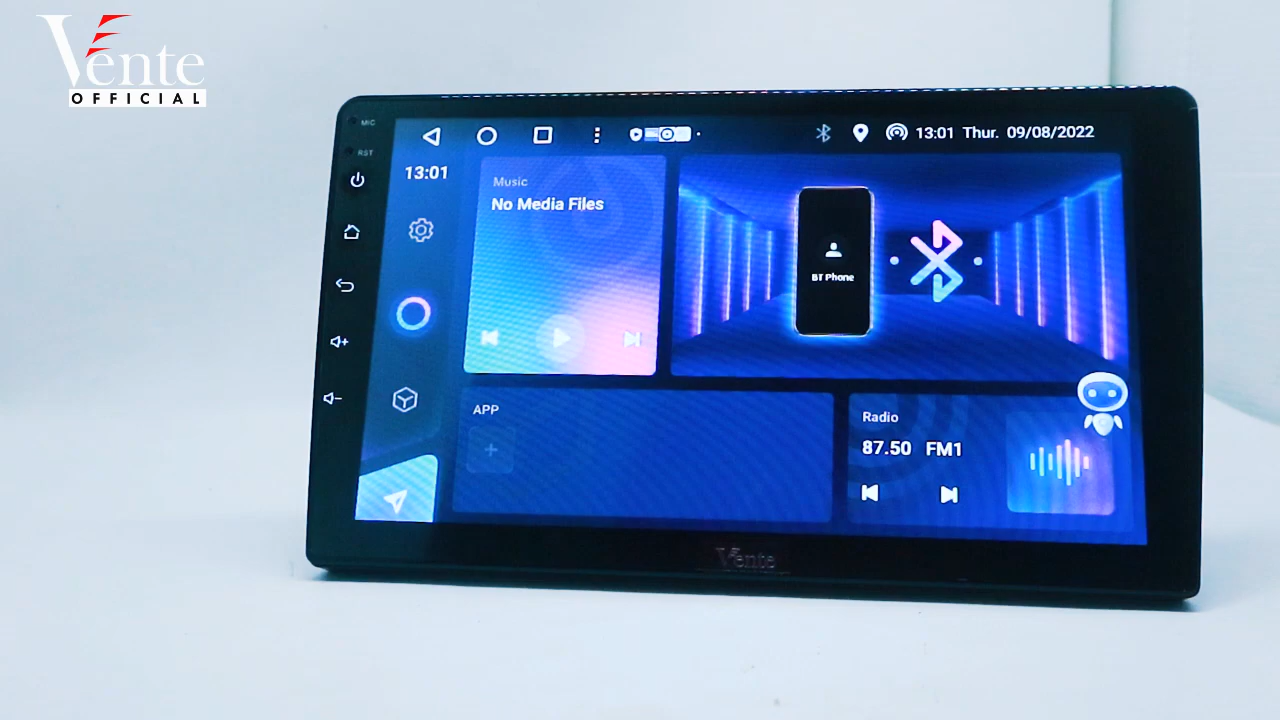 Vente
OFFICIAL
MIC
RST
13:01 Thur. 09/08/2022
13:01
Music
No Media Files
BT Phone
APP
Radio
87.50 FM1
Vente